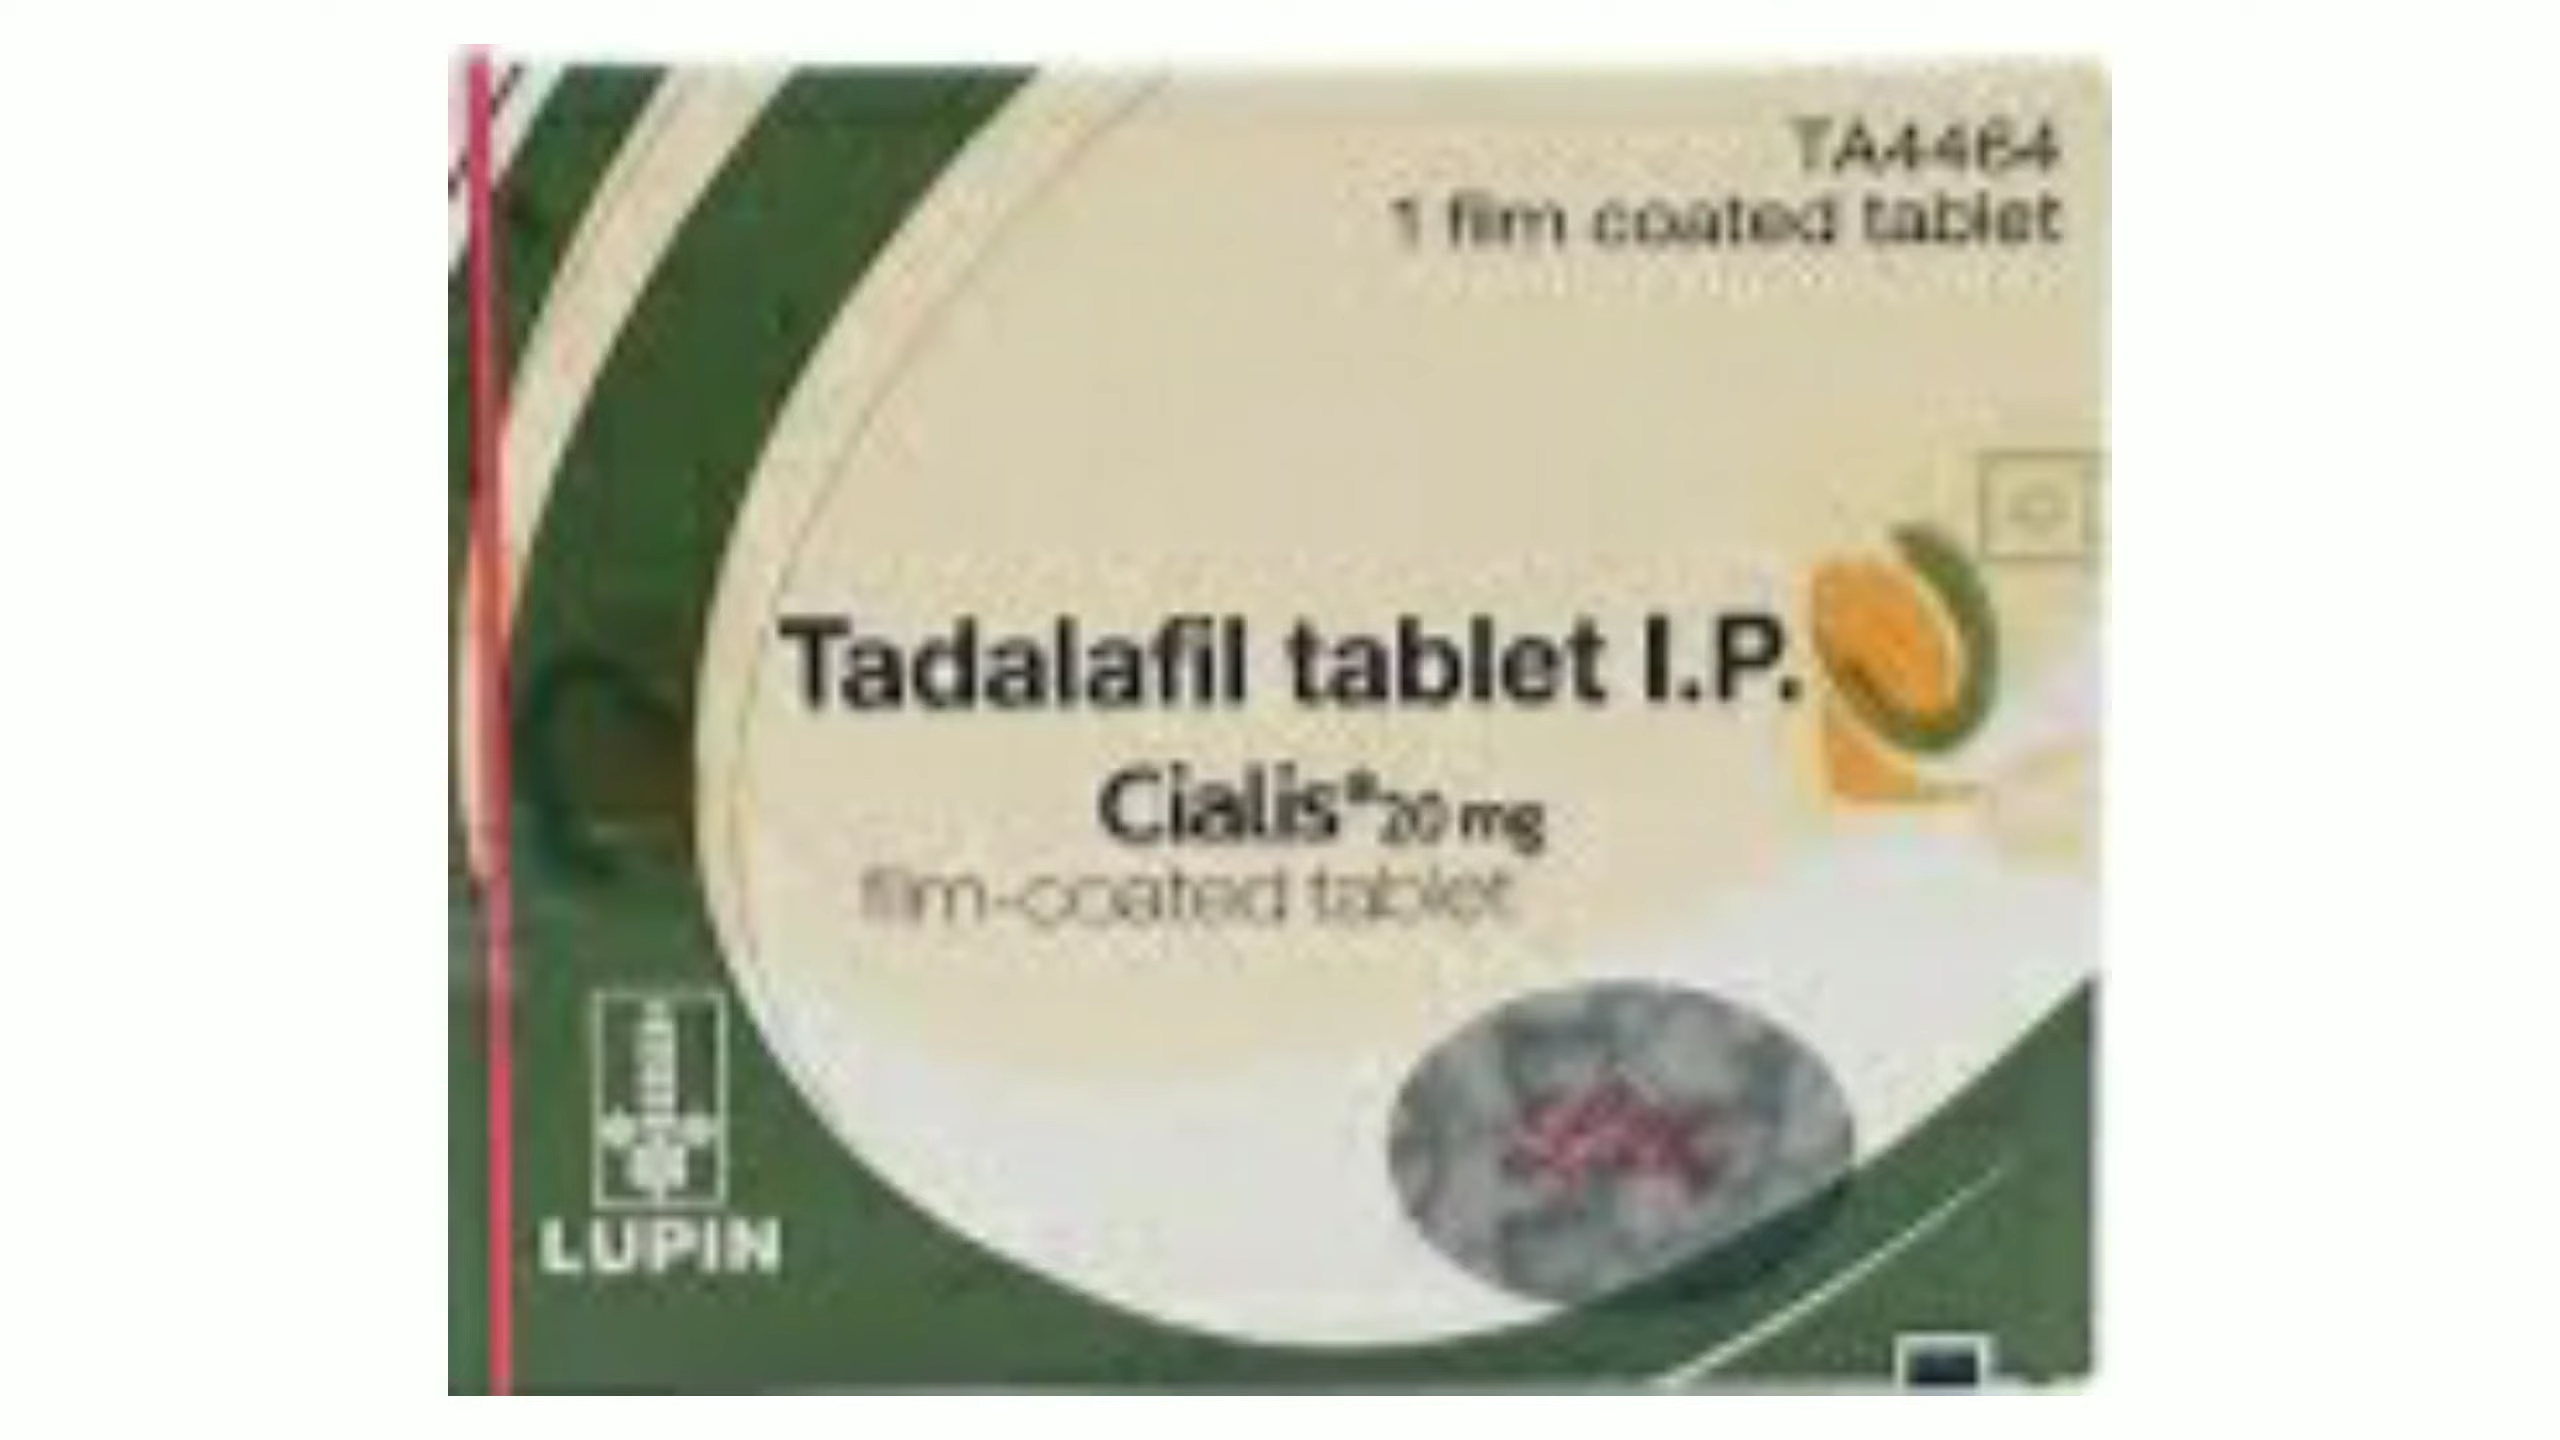 TA4464
1 film coated tablet
Tadalafil tablet I.P.
Cialis® 20 mg
film-coated tablet
LUPIN